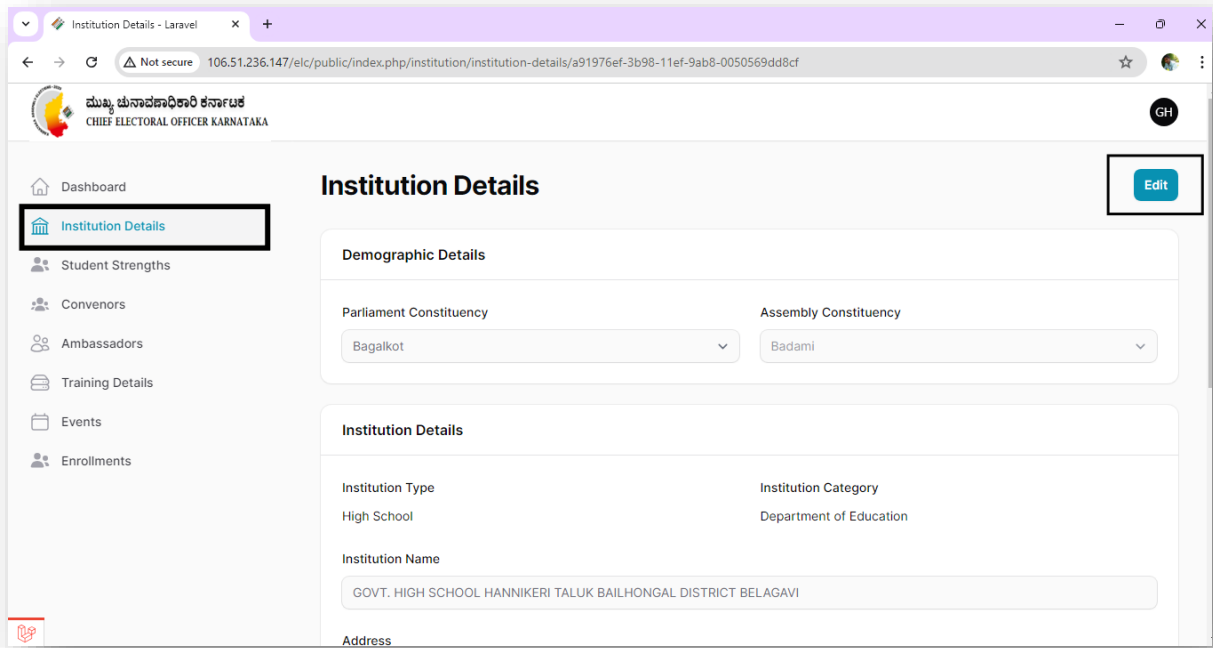 Institution Details - Laravel
Not secure 106.51.236.147/elc/public/index.php/institution/institution-details/a91976ef-3b98-11ef-9ab8-0050569dd8cf
ಮುಖ್ಯ ಚುನಾವಣಾಧಿಕಾರಿ ಕರ್ನಾಟಕ
CHIEF ELECTORAL OFFICER KARNATAKA
GH
Dashboard
Institution Details
Student Strengths
Convenors
Ambassadors
Training Details
Events
Enrollments
Institution Details
Edit
Demographic Details
Parliament Constituency
Bagalkot
Assembly Constituency
Badami
Institution Details
Institution Type
High School
Institution Category
Department of Education
Institution Name
GOVT. HIGH SCHOOL HANNIKERI TALUK BAILHONGAL DISTRICT BELAGAVI
Address